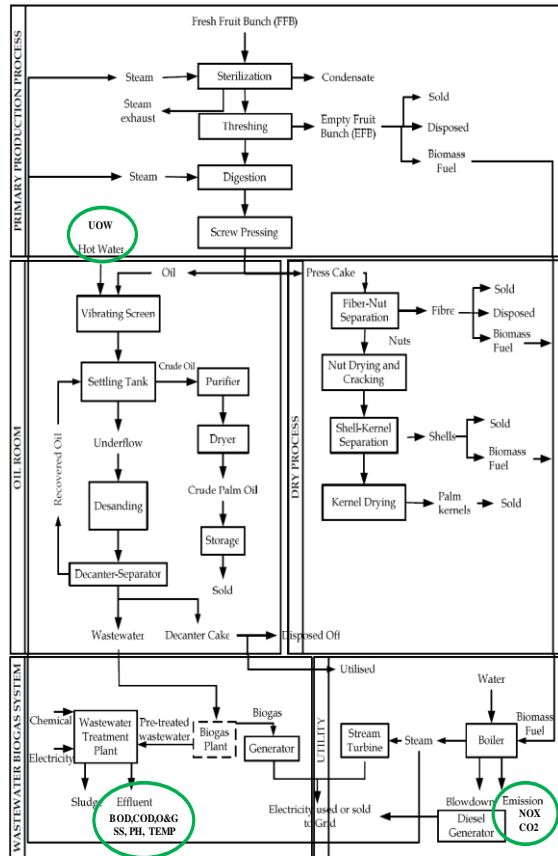 PRIMARY PRODUCTION PROCESS
Fresh Fruit Bunch (FFB)
Steam
Sterilization
Condensate
Steam
exhaust
Threshing
Empty Fruit
Bunch (EFB)
Sold
Disposed
Biomass
Fuel
Steam
Digestion
Screw Pressing
UOW
Hot Water
OIL ROOM
Oil
Vibrating Screen
Settling Tank
Crude Oil
Purifier
Underflow
Dryer
Recovered Oil
Crude Palm Oil
Desanding
Storage
Sold
Decanter-Separator
Wastewater
Decanter Cake
Disposed Off
DRY PROCESS
Press Cake
Fiber-Nut
Separation
Fibre
Sold
Disposed
Biomass
Fuel
Nuts
Nut Drying and
Cracking
Shell-Kernel
Separation
Shells
Sold
Biomass
Fuel
Kernel Drying
Palm
kernels
Sold
WASTEWATER BIOGAS SYSTEM
Utilised
Chemical
Electricity
Wastewater
Treatment
Plant
Pre-treated
wastewater
Biogas
Plant
Biogas
Generator
Sludge
Effluent
BOD,COD,O&G
SS, PH, TEMP
UTILITY
Water
Stream
Turbine
Steam
Boiler
Biomass
Fuel
Blowdown
Emission
NOX
CO2
Electricity used or sold
to Grid
Diesel
Generator